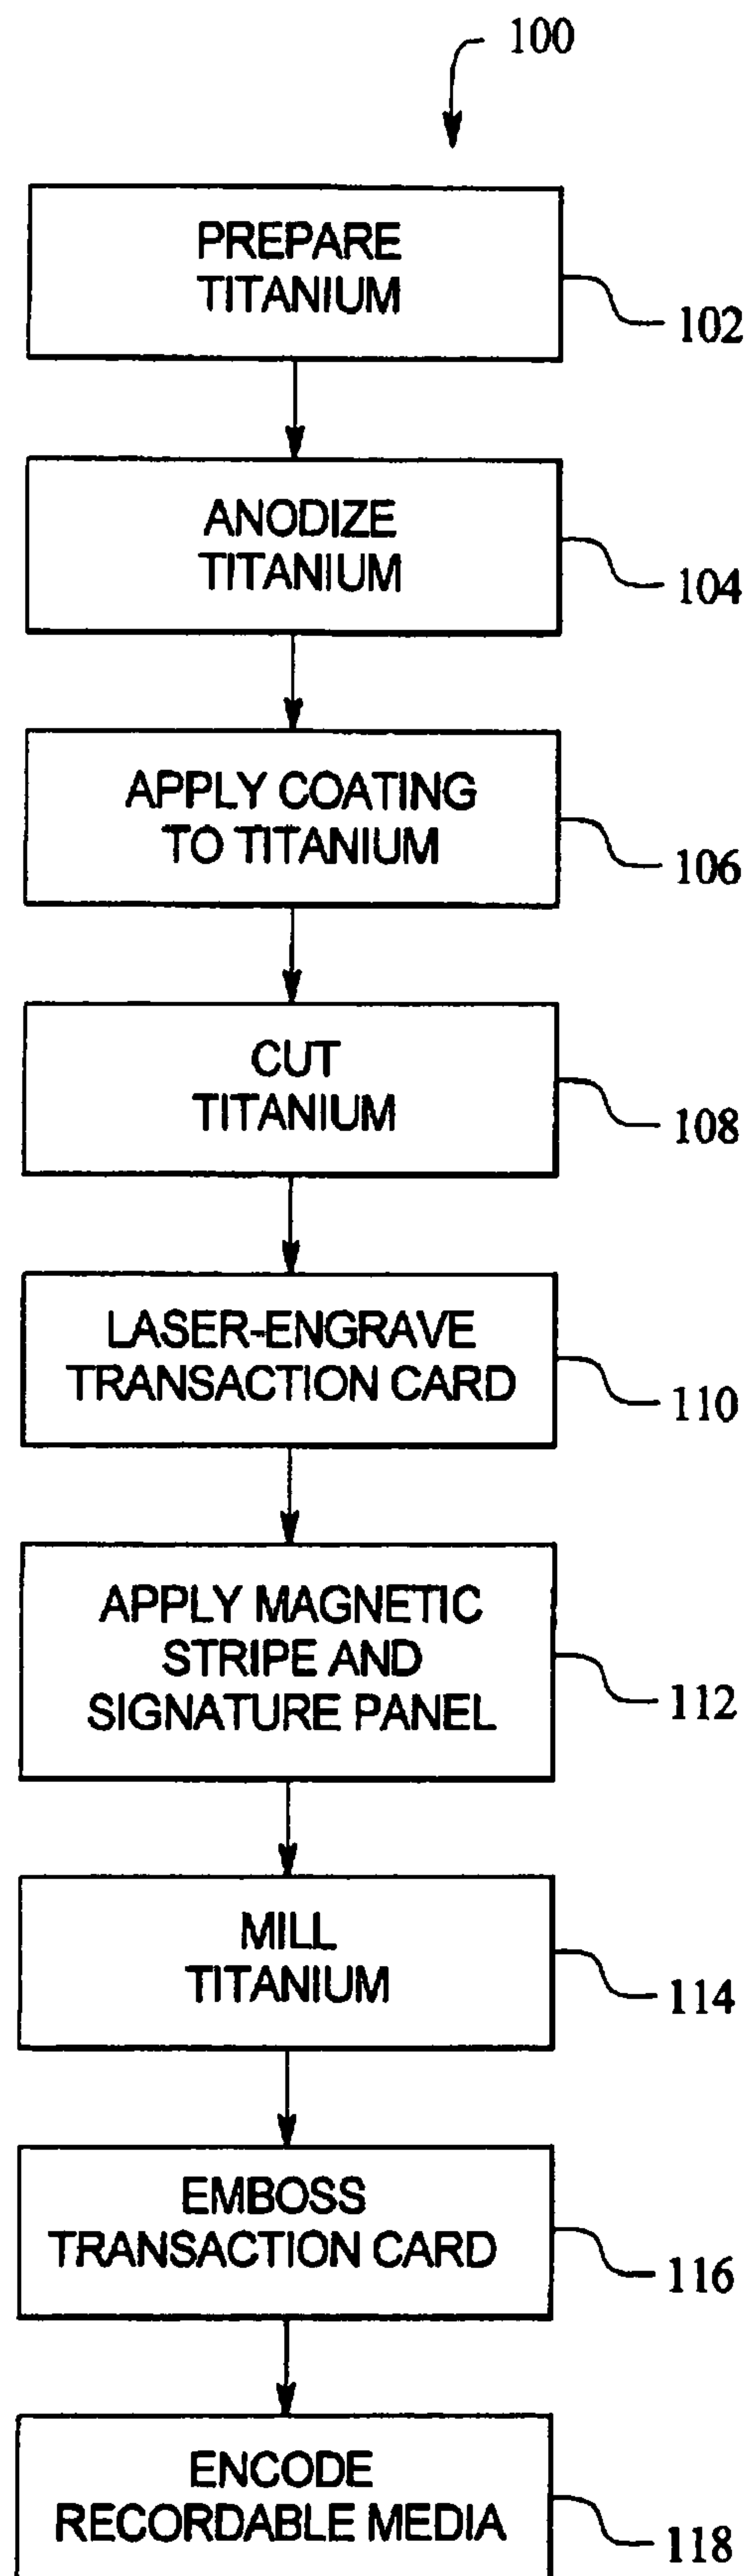 100
PREPARE
TITANIUM
102
ANODIZE
TITANIUM
104
APPLY COATING
TO TITANIUM
106
CUT
TITANIUM
108
LASER-ENGRAVE
TRANSACTION CARD
110
APPLY MAGNETIC
STRIPE AND
SIGNATURE PANEL
112
MILL
TITANIUM
114
EMBOSS
TRANSACTION CARD
116
ENCODE
RECORDABLE MEDIA
118